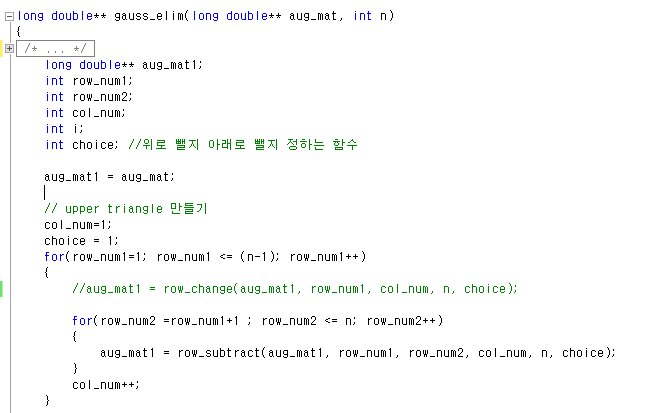 long double** gauss_elim(long double** aug_mat, int n)
{
/* ... */
long double** aug_mat1;
int row_num1;
int row_num2;
int col_num;
int i;
int choice; //위로 뺄지 아래로 뺄지 정하는 함수
aug_mat1 = aug_mat;
// upper triangle 만들기
col_num=1;
choice = 1;
for(row_num1=1; row_num1 <= (n-1); row_num1++)
{
//aug_mat1 = row_change(aug_mat1, row_num1, col_num, n, choice);
for(row_num2 =row_num1+1 ; row_num2 <= n; row_num2++)
{
aug_mat1 = row_subtract(aug_mat1, row_num1, row_num2, col_num, n, choice);
}
col_num++;
}